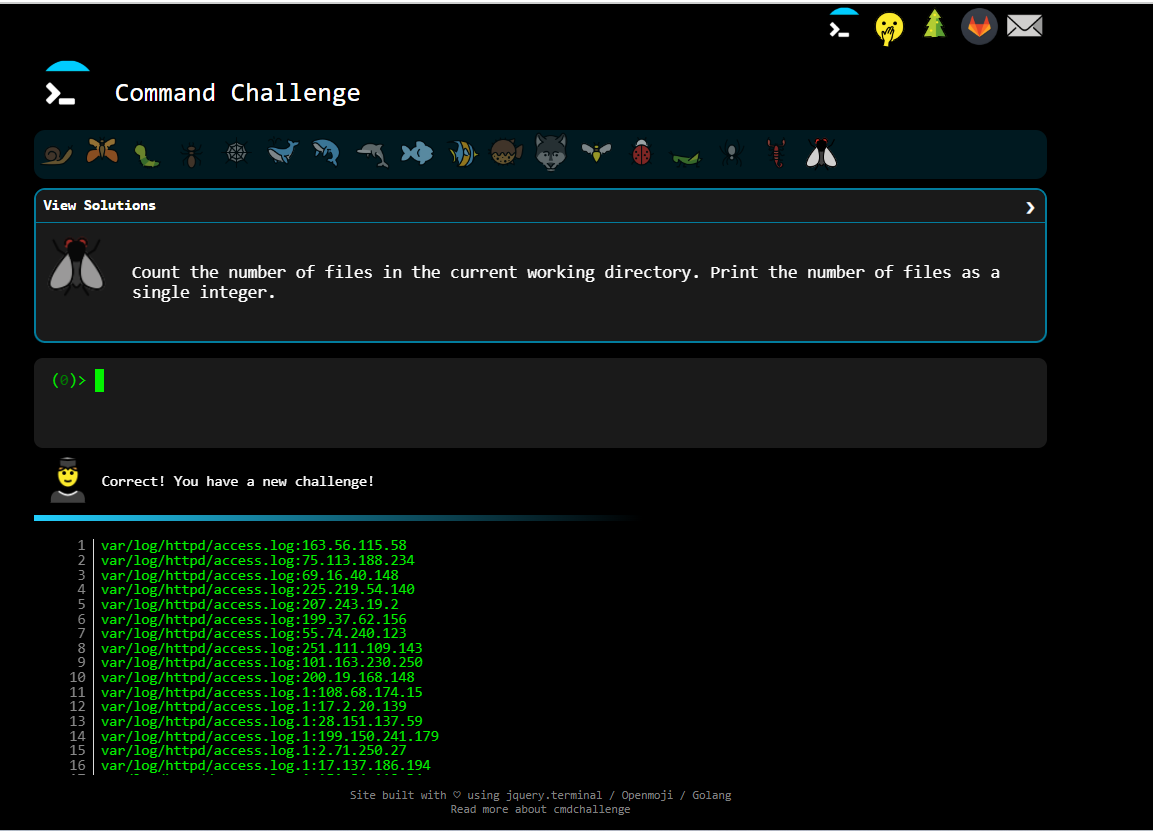 Command Challenge
View Solutions
Count the number of files in the current working directory. Print the number of files as a
single integer.
(0)>
Correct! You have a new challenge!
1 var/log/httpd/access.log:163.56.115.58
2 var/log/httpd/access.log:75.113.188.234
3 var/log/httpd/access.log:69.16.40.148
4 var/log/httpd/access.log:225.219.54.140
5 var/log/httpd/access.log:207.243.19.2
6 var/log/httpd/access.log:199.37.62.156
7 var/log/httpd/access.log:55.74.240.123
8 var/log/httpd/access.log:251.111.109.143
9 var/log/httpd/access.log:101.163.230.250
10 var/log/httpd/access.log:200.19.168.148
11 var/log/httpd/access.log.1:108.68.174.15
12 var/log/httpd/access.log.1:17.2.20.139
13 var/log/httpd/access.log.1:28.151.137.59
14 var/log/httpd/access.log.1:199.150.241.179
15 var/log/httpd/access.log.1:2.71.250.27
16 var/log/httpd/access.log.1:17.137.186.194
Site built with ♡ using jquery.terminal / Openmoji / Golang
Read more about cmdchallenge